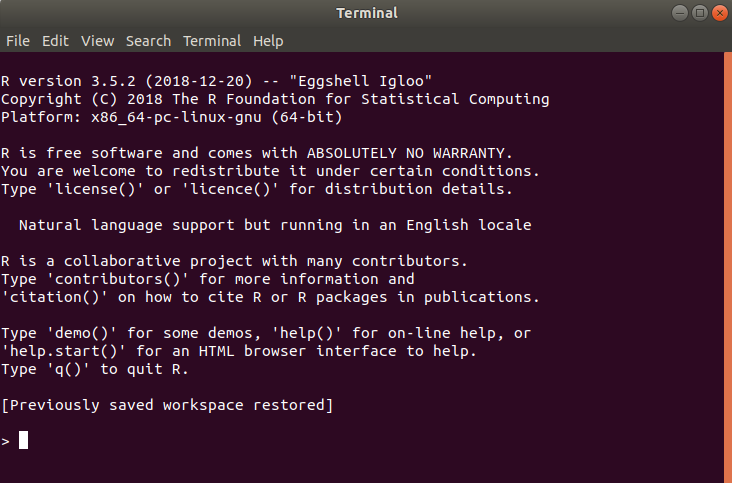 Terminal
File Edit View Search Terminal Help
R version 3.5.2 (2018-12-20) -- "Eggshell Igloo"
Copyright (C) 2018 The R Foundation for Statistical Computing
Platform: x86_64-pc-linux-gnu (64-bit)
R is free software and comes with ABSOLUTELY NO WARRANTY.
You are welcome to redistribute it under certain conditions.
Type 'license()' or 'licence()' for distribution details.
Natural language support but running in an English locale
R is a collaborative project with many contributors.
Type 'contributors()' for more information and
'citation()' on how to cite R or R packages in publications.
Type 'demo()' for some demos, 'help()' for on-line help, or
'help.start()' for an HTML browser interface to help.
Type 'q()' to quit R.
[Previously saved workspace restored]
>